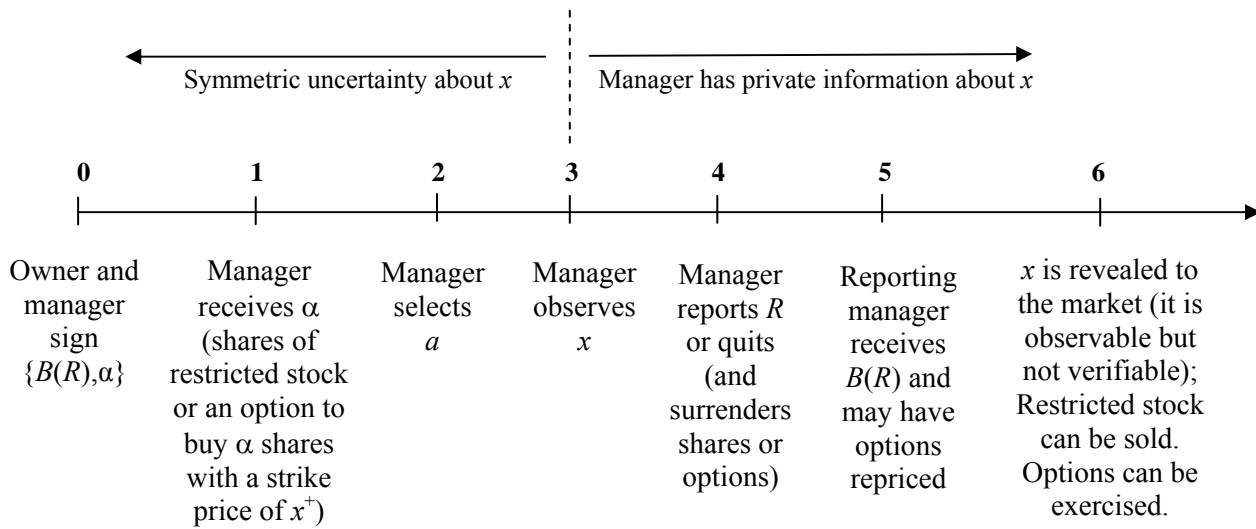 Symmetric uncertainty about x
Manager has private information about x
0 1 2 3 4 5 6
Owner and
manager
sign
{B(R),α}
Manager
receives α
(shares of
restricted stock
or an option to
buy α shares
with a strike
price of x⁺)
Manager
selects
a
Manager
observes
x
Manager
reports R
or quits
(and
surrenders
shares or
options)
Reporting
manager
receives
B(R) and
may have
options
repriced
x is revealed to
the market (it is
observable but
not verifiable);
Restricted stock
can be sold.
Options can be
exercised.